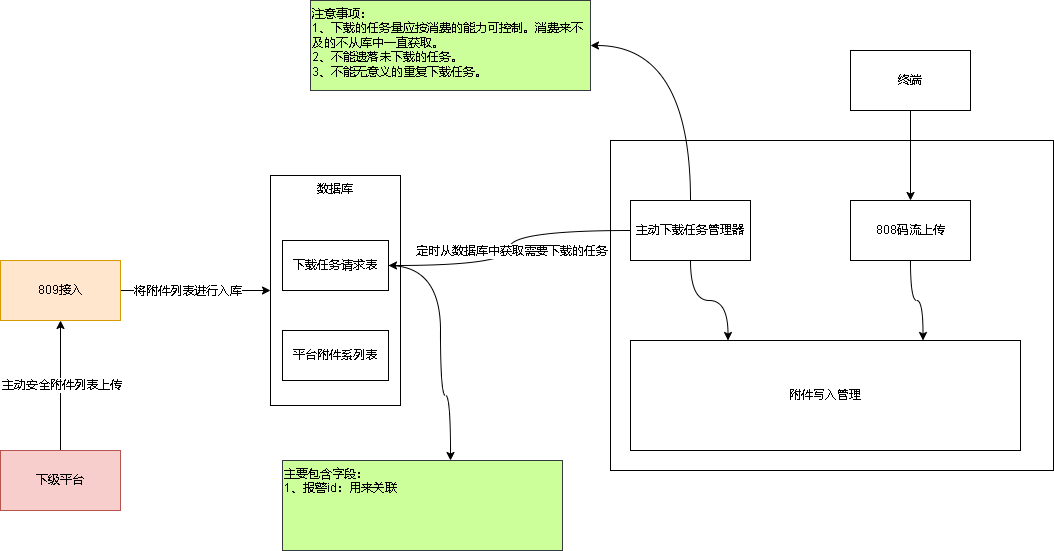 注意事项：
1、下载的任务量应按消费的能力可控制。消费来不
及的不从库中一直获取。
2、不能遗落未下载的任务。
3、不能无意义的重复下载任务。
终端
数据库
主动下载任务管理器
808码流上传
定时从数据库中获取需要下载的任务
下载任务请求表
809接入
将附件列表进行入库
平台附件系列表
主动安全附件列表上传
附件写入管理
下级平台
主要包含字段：
1、报警id：用来关联